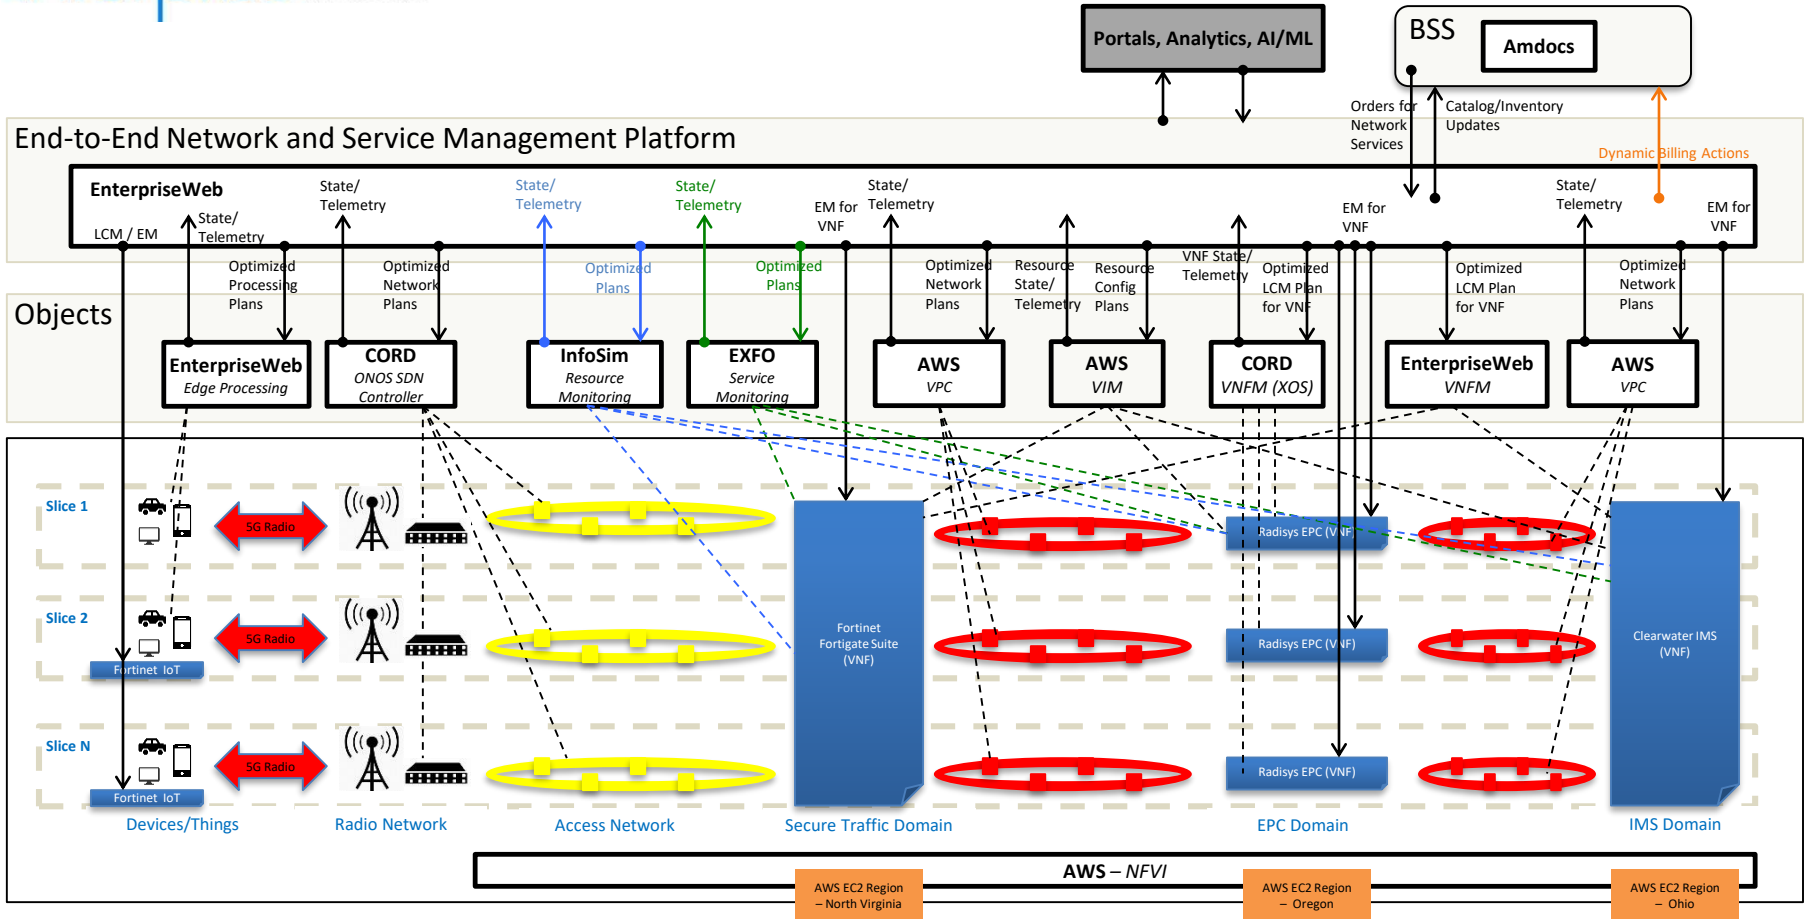 Portals, Analytics, AI/ML
BSS
Amdocs
Orders for
Network
Services
Catalog/Inventory
Updates
Dynamic Billing Actions
End-to-End Network and Service Management Platform
EnterpriseWeb
LCM / EM
State/
Telemetry
State/
Telemetry
State/
Telemetry
State/
Telemetry
EM for
VNF
State/
Telemetry
EM for
VNF
State/
Telemetry
EM for
VNF
Optimized
Processing
Plans
Optimized
Network
Plans
Optimized
Plans
Optimized
Plans
Optimized
Network
Plans
Resource
State/
Telemetry
Resource
Config
Plans
VNF State/
Telemetry
Optimized
LCM Plan
for VNF
Optimized
LCM Plan
for VNF
Optimized
Network
Plans
Objects
EnterpriseWeb
Edge Processing
CORD
ONOS SDN
Controller
InfoSim
Resource
Monitoring
EXFO
Service
Monitoring
AWS
VPC
AWS
VIM
CORD
VNFM (XOS)
EnterpriseWeb
VNFM
AWS
VPC
Slice 1
5G Radio
Radisys EPC (VNF)
Slice 2
5G Radio
Fortinet IoT
Fortinet
Fortigate Suite
(VNF)
Radisys EPC (VNF)
Clearwater IMS
(VNF)
Slice N
5G Radio
Fortinet IoT
Radisys EPC (VNF)
Devices/Things
Radio Network
Access Network
Secure Traffic Domain
EPC Domain
IMS Domain
AWS – NFVI
AWS EC2 Region
– North Virginia
AWS EC2 Region
– Oregon
AWS EC2 Region
– Ohio